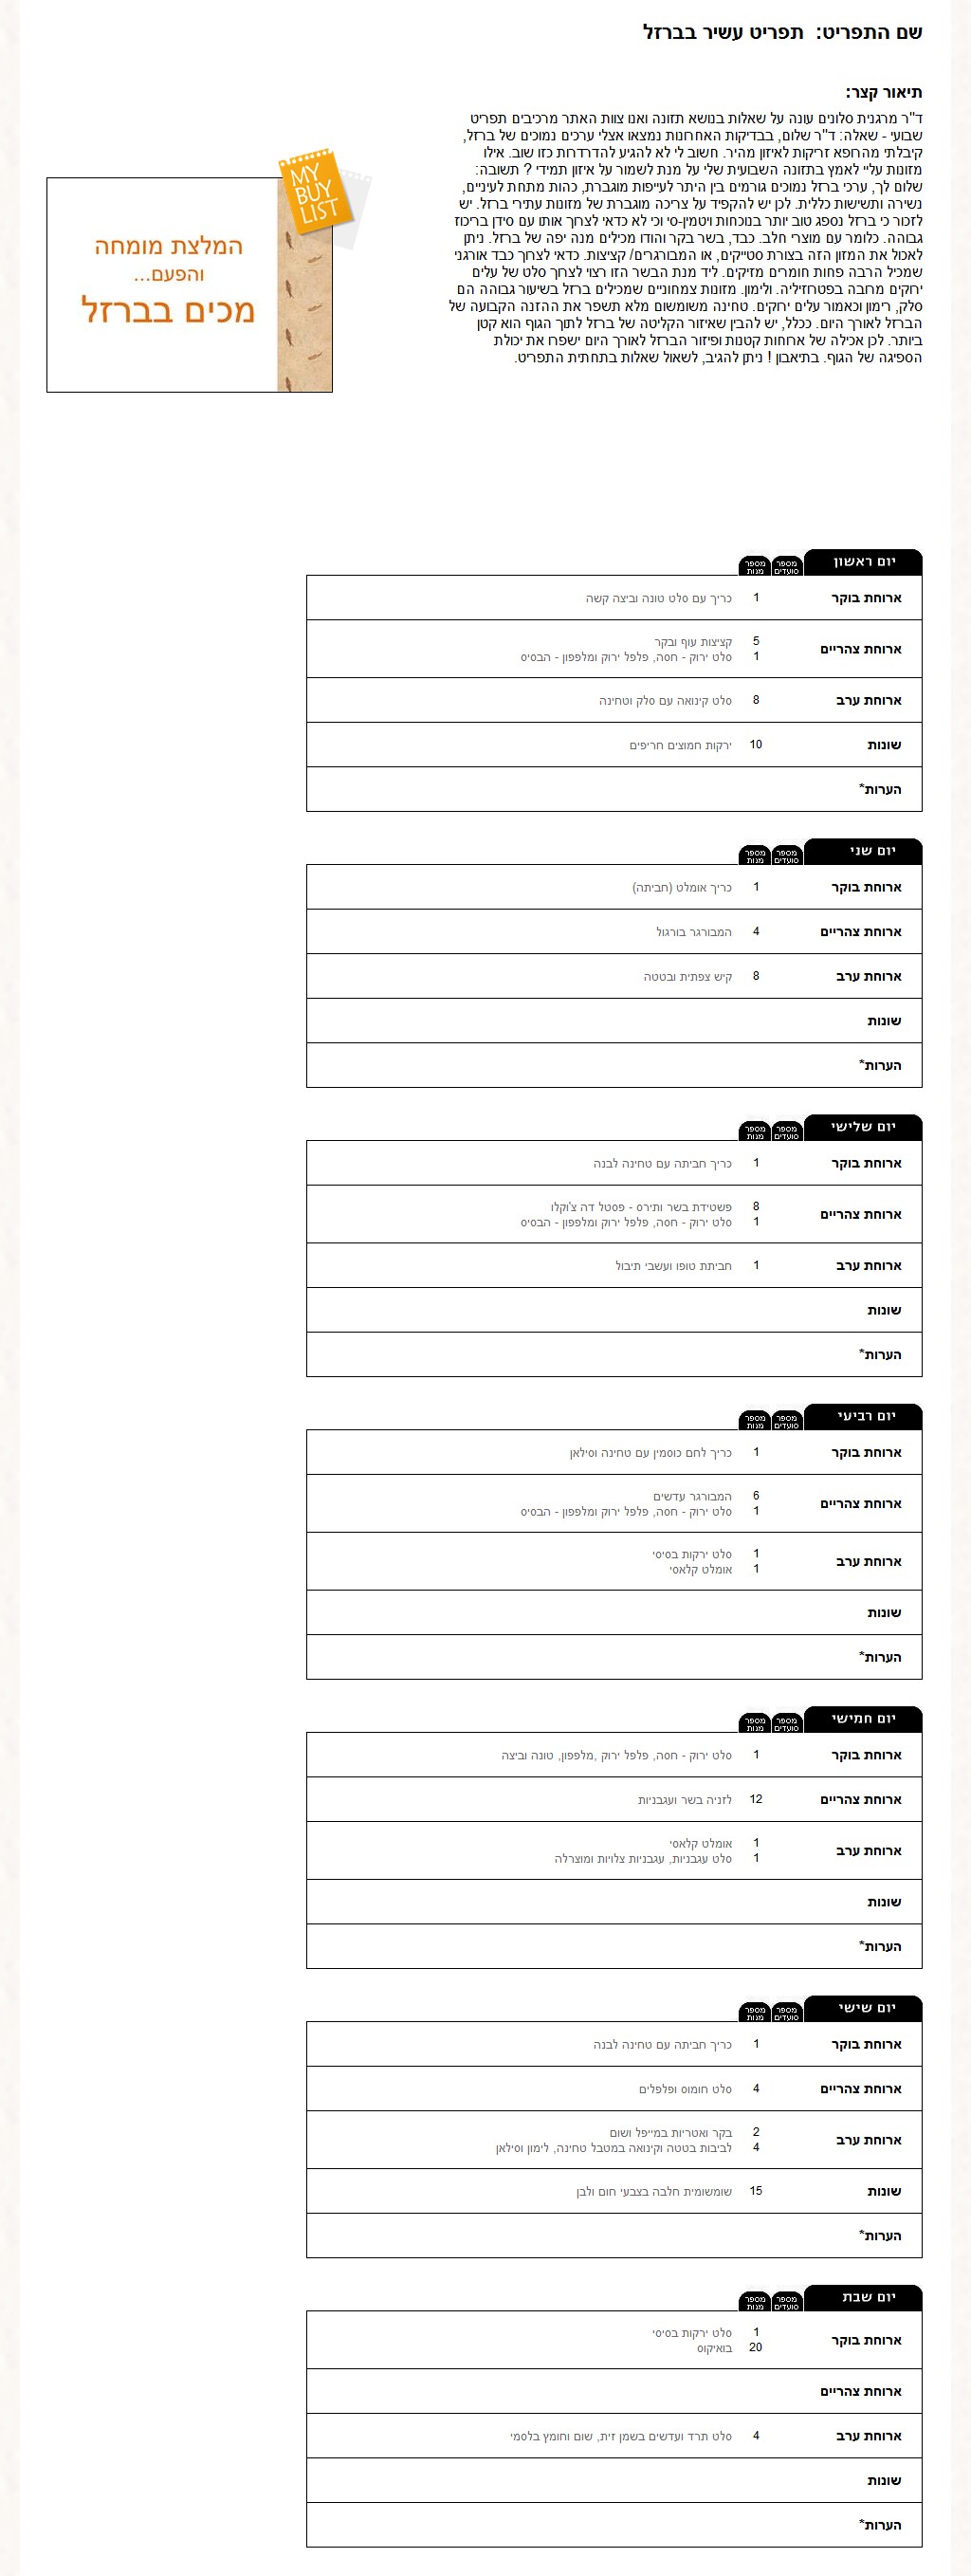 שם התפריט: תפריט עשיר בברזל
תיאור קצר:
ד"ר מרגנית סלונים עונה על שאלות בנושא תזונה ואנו צוות האתר מרכיבים תפריט
שבועי - שאלה: ד"ר שלום, בבדיקות האחרונות נמצאו אצלי ערכים נמוכים של ברזל,
קיבלתי מהרופא זריקות לאיזון מהיר. חשוב לי לא להגיע להדרדרות כזו שוב. אילו
מזונות עליי לאמץ בתזונה השבועית שלי על מנת לשמור על איזון תמידי ? תשובה:
שלום לך, ערכי ברזל נמוכים גורמים בין היתר לעייפות מוגברת, כהות מתחת לעיניים,
נשירה ותשישות כללית. לכן יש להקפיד על צריכה מוגברת של מזונות עתירי ברזל. יש
לזכור כי ברזל נספג טוב יותר בנוכחות ויטמין-סי וכי לא כדאי לצרוך אותו עם סידן בריכוז
גבוהה. כלומר עם מוצרי חלב. כבד, בשר בקר והודו מכילים מנה יפה של ברזל. ניתן
לאכול את המזון הזה בצורת סטייקים, או המבורגרים/ קציצות. כדאי לצרוך כבד אורגני
שמכיל הרבה פחות חומרים מזיקים. ליד מנת הבשר הזו רצוי לצרוך סלט של עלים
ירוקים מרובה בפטרוזיליה. ולימון. מזונות צמחוניים שמכילים ברזל בשיעור גבוהה הם
סלק, רימון וכאמור עלים ירוקים. טחינה משומשום מלא תשפר את ההזנה הקבועה של
הברזל לאורך היום. ככלל, יש להבין שאיזור הקליטה של ברזל לתוך הגוף הוא קטן
ביותר. לכן אכילה של ארוחות קטנות ופיזור הברזל לאורך היום ישפרו את יכולת
הספיגה של הגוף. בתיאבון ! ניתן להגיב, לשאול שאלות בתחתית התפריט.
MY
BUY
LIST
המלצת מומחה
והפעם...
מכים בברזל
יום ראשון מספר סועדים מספר מנות
ארוחת בוקר 1 כריך עם סלט טונה וביצה קשה
ארוחת צהריים 5 קציצות עוף ובקר
1 סלט ירוק - חסה, פלפל ירוק ומלפפון - הבסיס
ארוחת ערב 8 סלט קינואה עם סלק וטחינה
שונות 10 ירקות חמוצים חריפים
הערות*
יום שני מספר סועדים מספר מנות
ארוחת בוקר 1 כריך אומלט (חביתה)
ארוחת צהריים 4 המבורגר בורגול
ארוחת ערב 8 קיש צפתית ובטטה
שונות
הערות*
יום שלישי מספר סועדים מספר מנות
ארוחת בוקר 1 כריך חביתה עם טחינה לבנה
ארוחת צהריים 8 פשטידת בשר ותירס - פסטל דה צ'וקלו
1 סלט ירוק - חסה, פלפל ירוק ומלפפון - הבסיס
ארוחת ערב 1 חביתת טופו ועשבי תיבול
שונות
הערות*
יום רביעי מספר סועדים מספר מנות
ארוחת בוקר 1 כריך לחם כוסמין עם טחינה וסילאן
ארוחת צהריים 6 המבורגר עדשים
1 סלט ירוק - חסה, פלפל ירוק ומלפפון - הבסיס
ארוחת ערב 1 סלט ירקות בסיסי
1 אומלט קלאסי
שונות
הערות*
יום חמישי מספר סועדים מספר מנות
ארוחת בוקר 1 סלט ירוק - חסה, פלפל ירוק ,מלפפון, טונה וביצה
ארוחת צהריים 12 לזניה בשר ועגבניות
ארוחת ערב 1 אומלט קלאסי
1 סלט עגבניות, עגבניות צלויות ומוצרלה
שונות
הערות*
יום שישי מספר סועדים מספר מנות
ארוחת בוקר 1 כריך חביתה עם טחינה לבנה
ארוחת צהריים 4 סלט חומוס ופלפלים
ארוחת ערב 2 בקר ואטריות במייפל ושום
4 לביבות בטטה וקינואה במטבל טחינה, לימון וסילאן
שונות 15 שומשומית חלבה בצבעי חום ולבן
הערות*
יום שבת מספר סועדים מספר מנות
ארוחת בוקר 1 סלט ירקות בסיסי
20 בואיקוס
ארוחת צהריים
ארוחת ערב 4 סלט תרד ועדשים בשמן זית, שום וחומץ בלסמי
שונות
הערות*